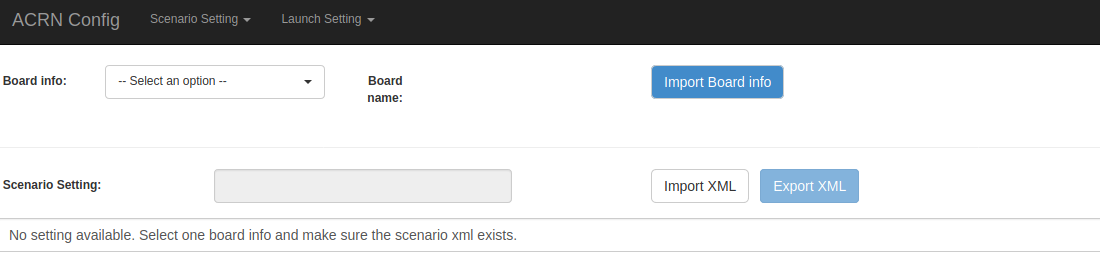 ACRN Config Scenario Setting Launch Setting
Board info: -- Select an option -- Board name: Import Board info
Scenario Setting: Import XML Export XML
No setting available. Select one board info and make sure the scenario xml exists.